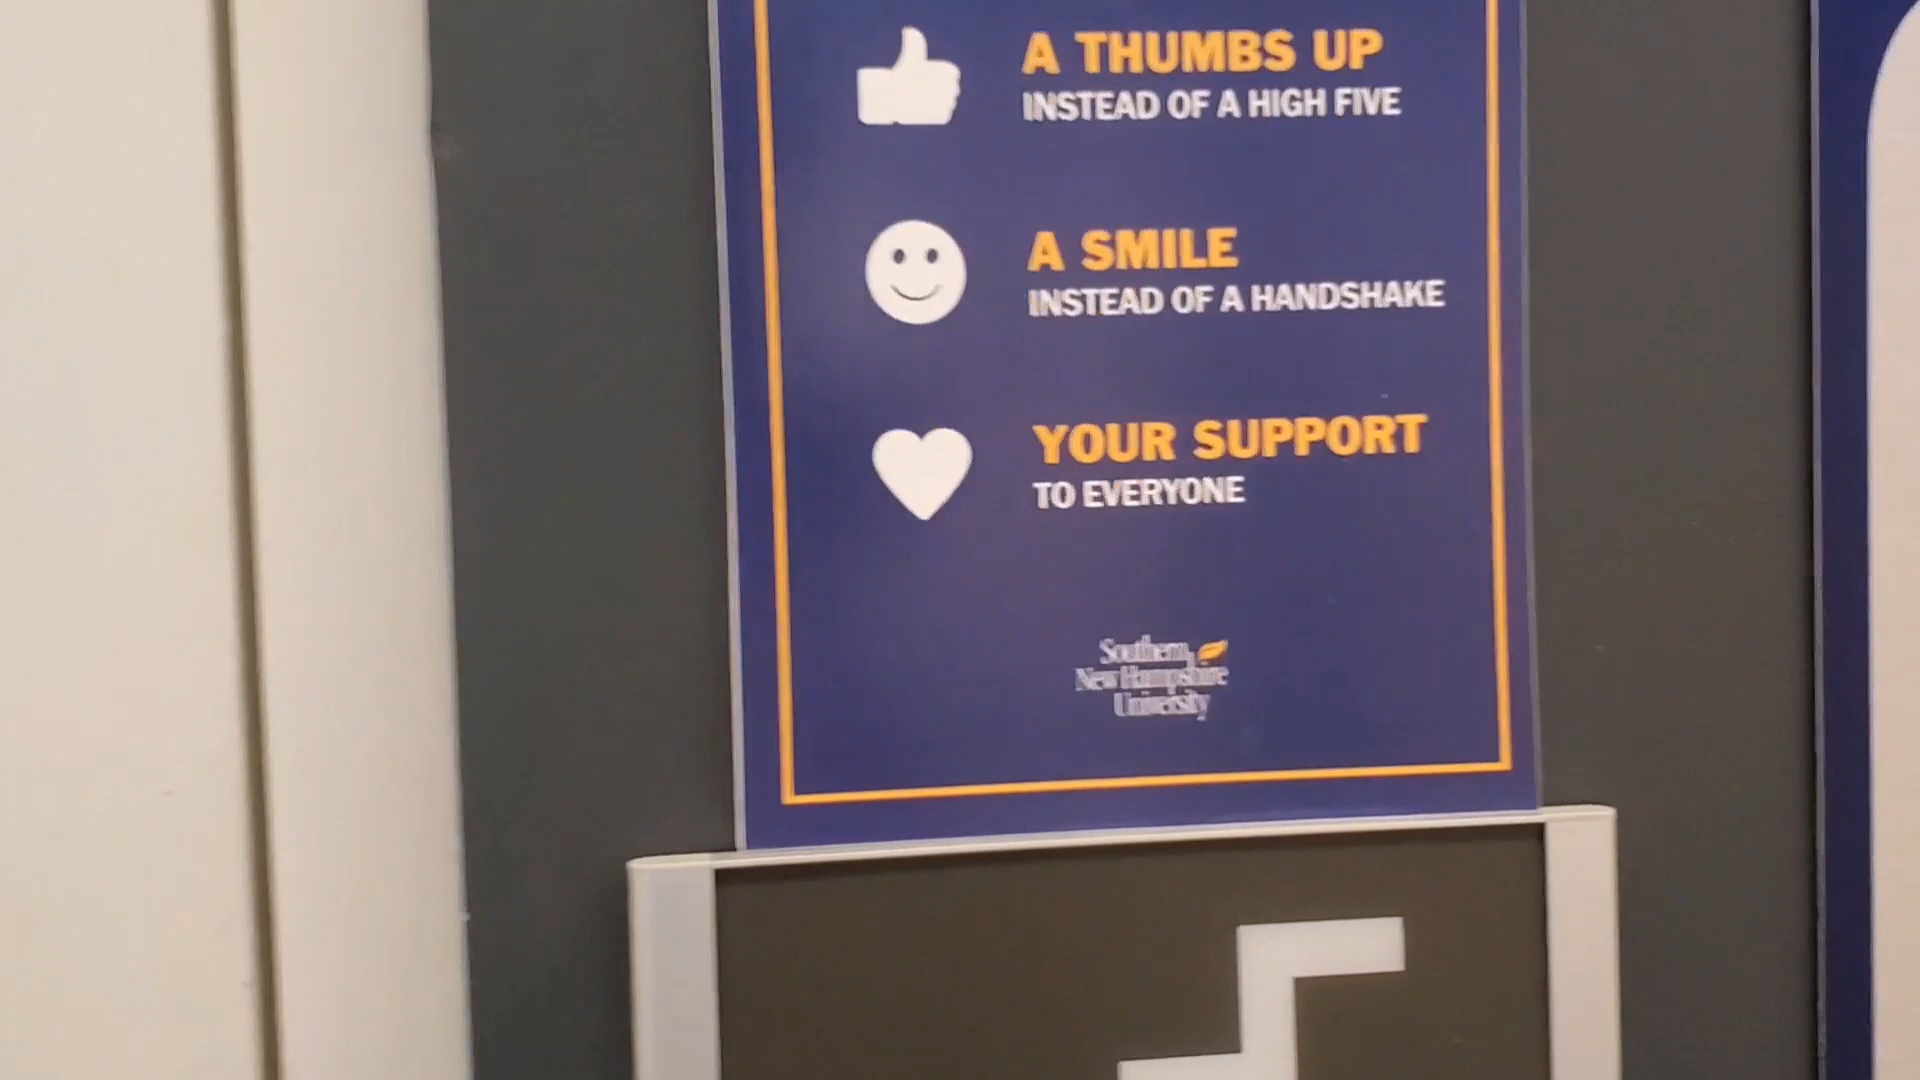 A THUMBS UP
INSTEAD OF A HIGH FIVE
A SMILE
INSTEAD OF A HANDSHAKE
YOUR SUPPORT
TO EVERYONE
Southern
New Hampshire
University